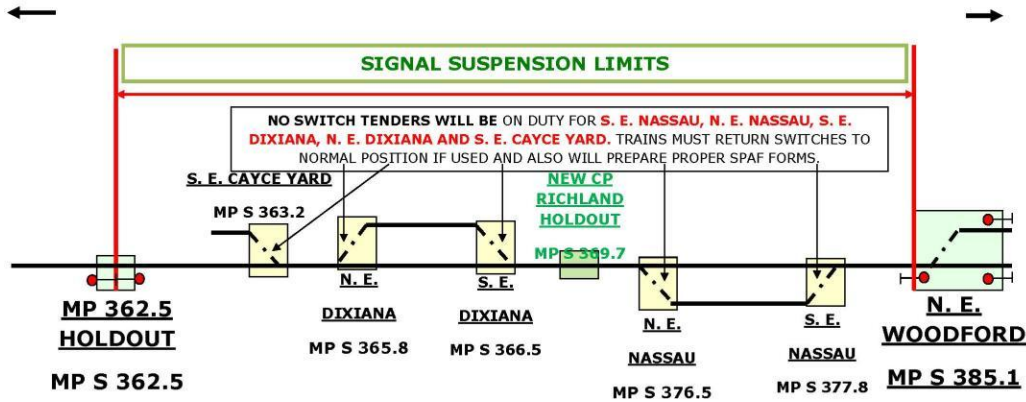 SIGNAL SUSPENSION LIMITS
NO SWITCH TENDERS WILL BE ON DUTY FOR S. E. NASSAU, N. E. NASSAU, S. E.
DIXIANA, N. E. DIXIANA AND S. E. CAYCE YARD. TRAINS MUST RETURN SWITCHES TO
NORMAL POSITION IF USED AND ALSO WILL PREPARE PROPER SPAF FORMS.
S. E. CAYCE YARD
MP S 363.2
NEW CP
RICHLAND
HOLDOUT
MP S 369.7
MP 362.5
HOLDOUT
MP S 362.5
N. E.
DIXIANA
MP S 365.8
S. E.
DIXIANA
MP S 366.5
N. E.
NASSAU
MP S 376.5
S. E.
NASSAU
MP S 377.8
N. E.
WOODFORD
MP S 385.1